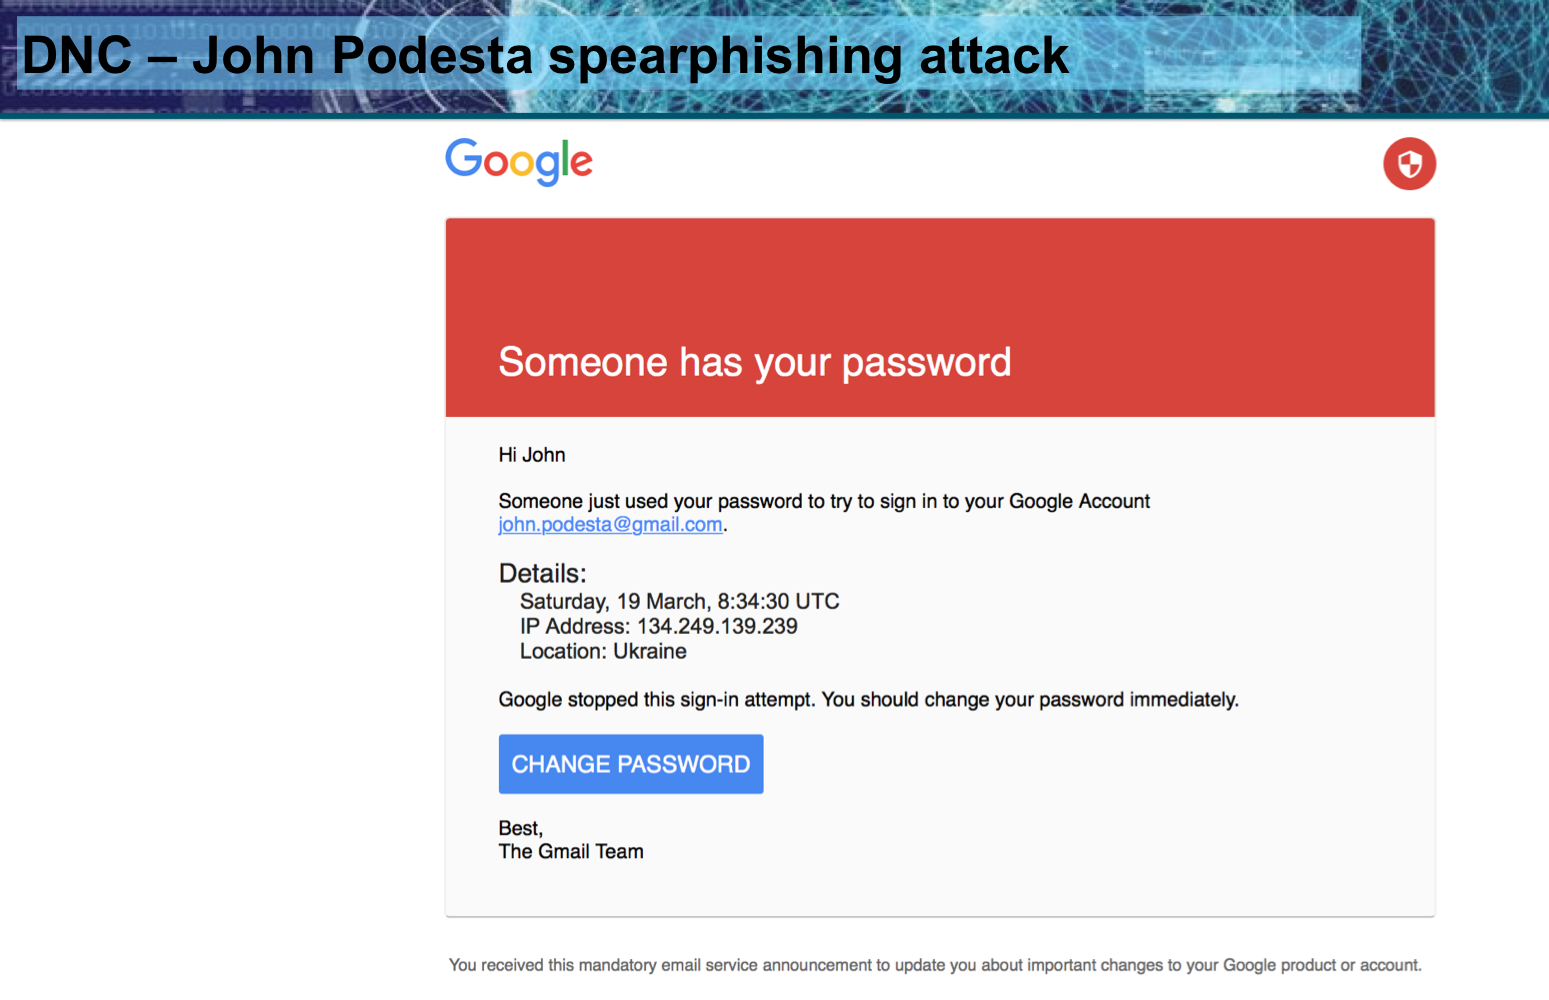 DNC – John Podesta spearphishing attack
Google
Someone has your password
Hi John
Someone just used your password to try to sign in to your Google Account
john.podesta@gmail.com.
Details:
Saturday, 19 March, 8:34:30 UTC
IP Address: 134.249.139.239
Location: Ukraine
Google stopped this sign-in attempt. You should change your password immediately.
CHANGE PASSWORD
Best,
The Gmail Team
You received this mandatory email service announcement to update you about important changes to your Google product or account.